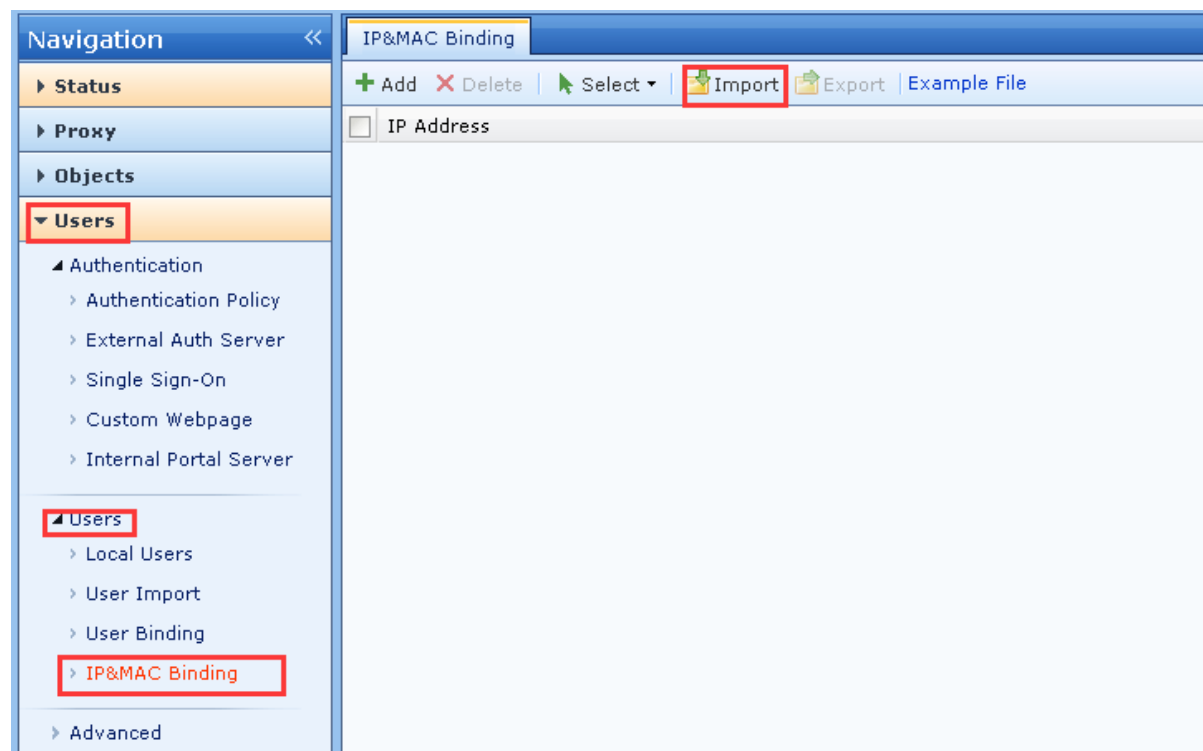 Navigation
Status
Proxy
Objects
Users
Authentication
Authentication Policy
External Auth Server
Single Sign-On
Custom Webpage
Internal Portal Server
Users
Local Users
User Import
User Binding
IP&MAC Binding
Advanced
IP&MAC Binding
Add Delete Select Import Export Example File
IP Address